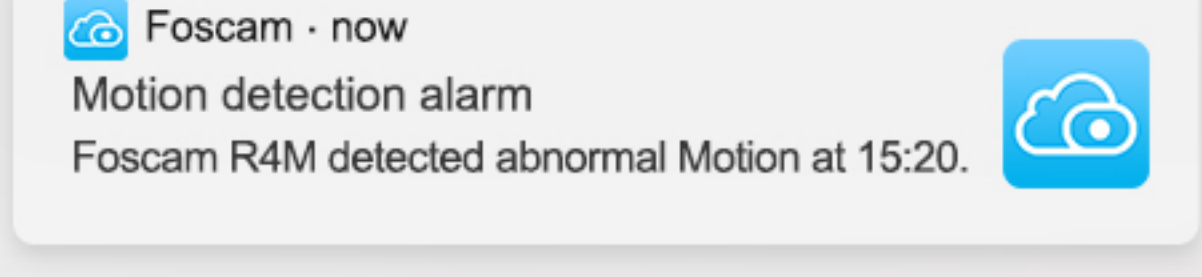 Foscam · now
Motion detection alarm
Foscam R4M detected abnormal Motion at 15:20.